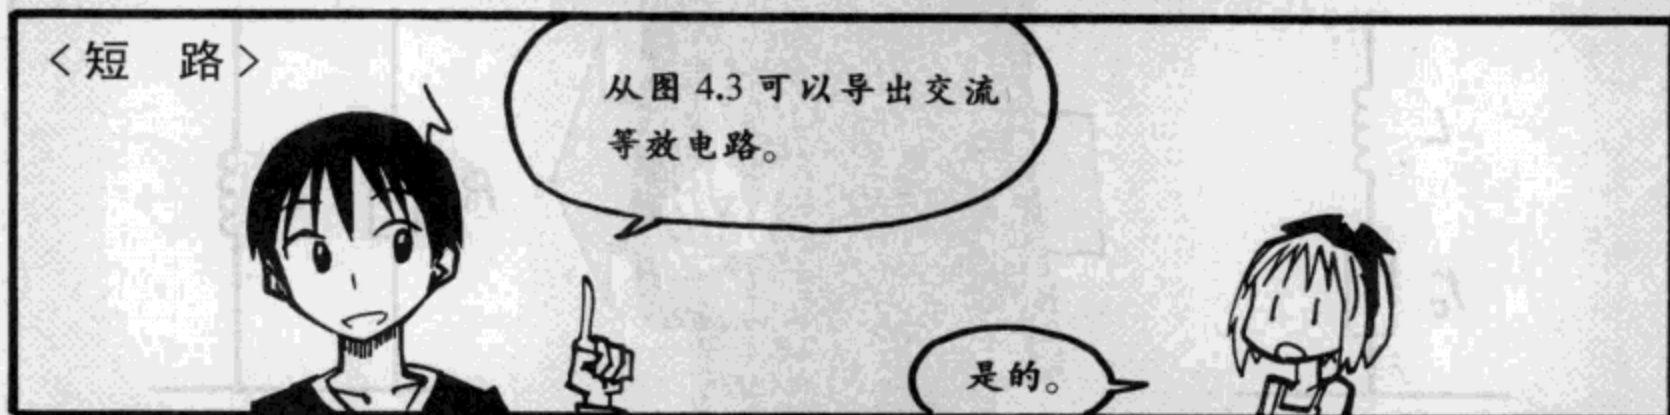 <短 路>
从图 4.3 可以导出交流
等效电路。
是的。